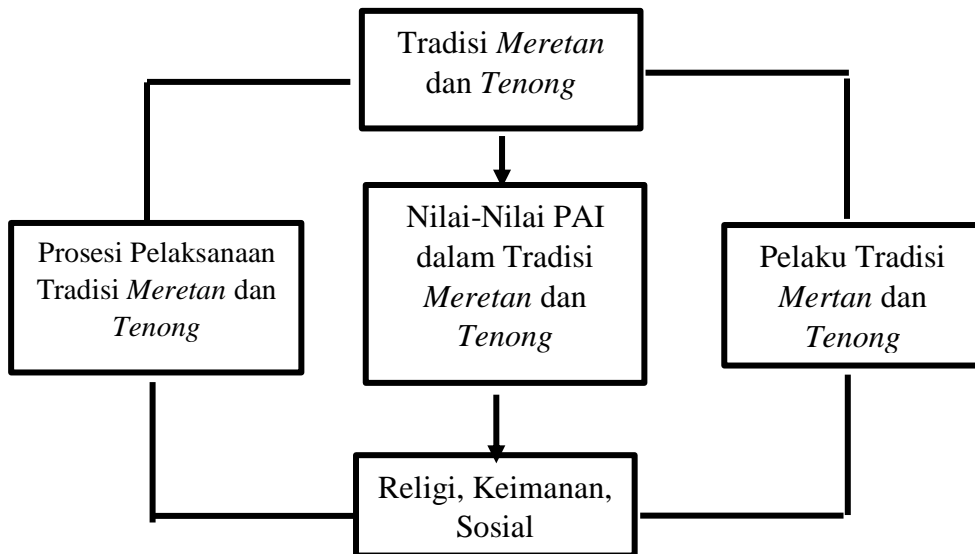 Tradisi Meretan
dan Tenong
Prosesi Pelaksanaan
Tradisi Meretan dan
Tenong
Nilai-Nilai PAI
dalam Tradisi
Meretan dan
Tenong
Pelaku Tradisi
Mertan dan
Tenong
Religi, Keimanan,
Sosial